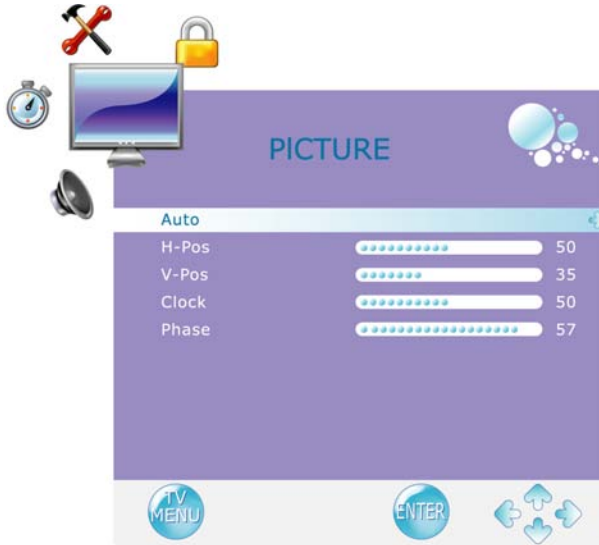 PICTURE
Auto
H-Pos 50
V-Pos 35
Clock 50
Phase 57
TV
MENU
ENTER